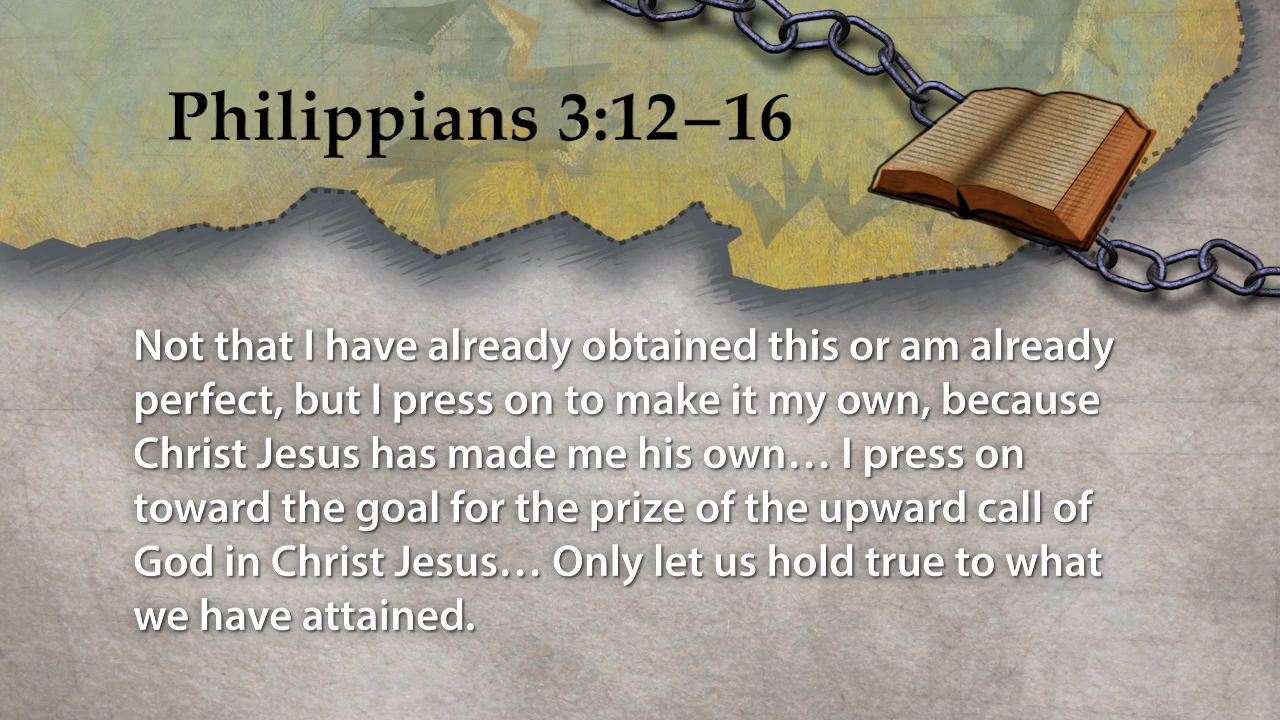 Philippians 3:12–16
Not that I have already obtained this or am already
perfect, but I press on to make it my own, because
Christ Jesus has made me his own… I press on
toward the goal for the prize of the upward call of
God in Christ Jesus… Only let us hold true to what
we have attained.